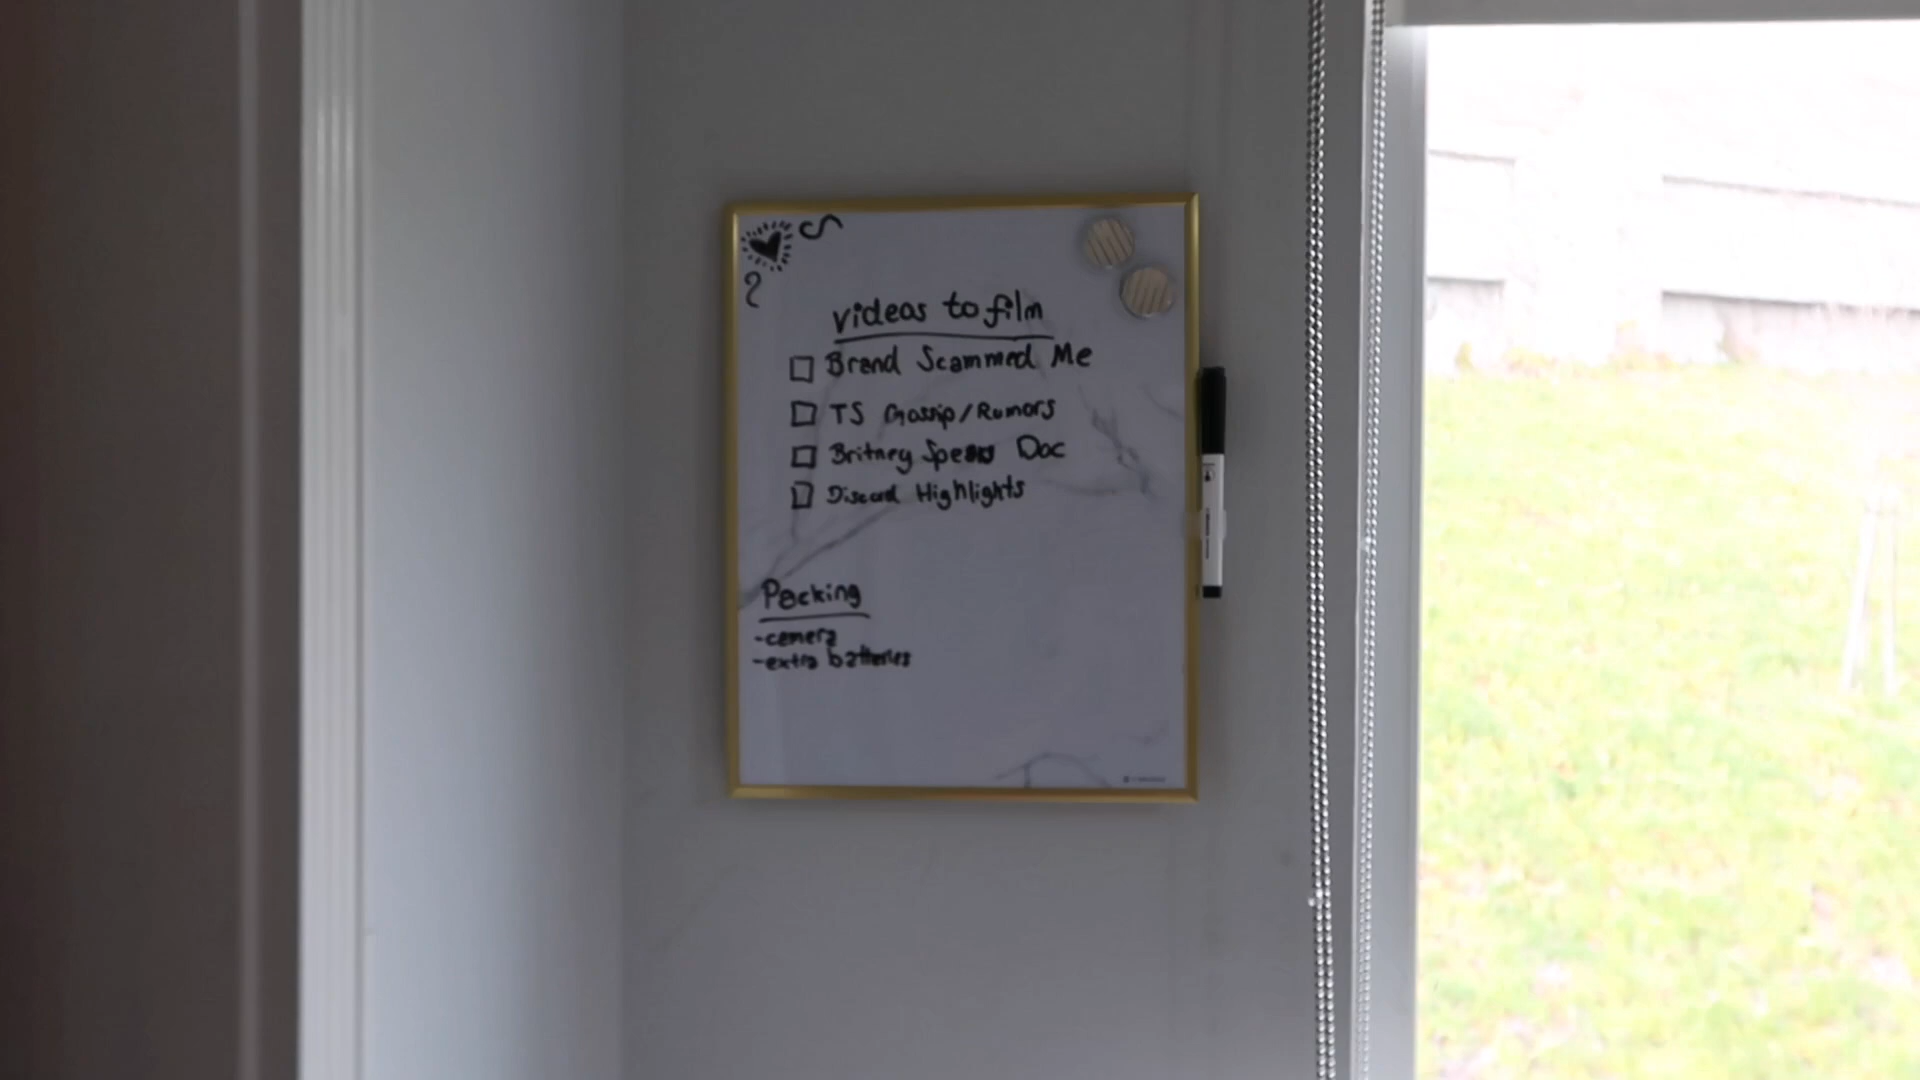 videos to film
Brand Scammed Me
TS Gossip/Rumors
Britney Spears Doc
Discord Highlights
Packing
-camera
-extra batteries